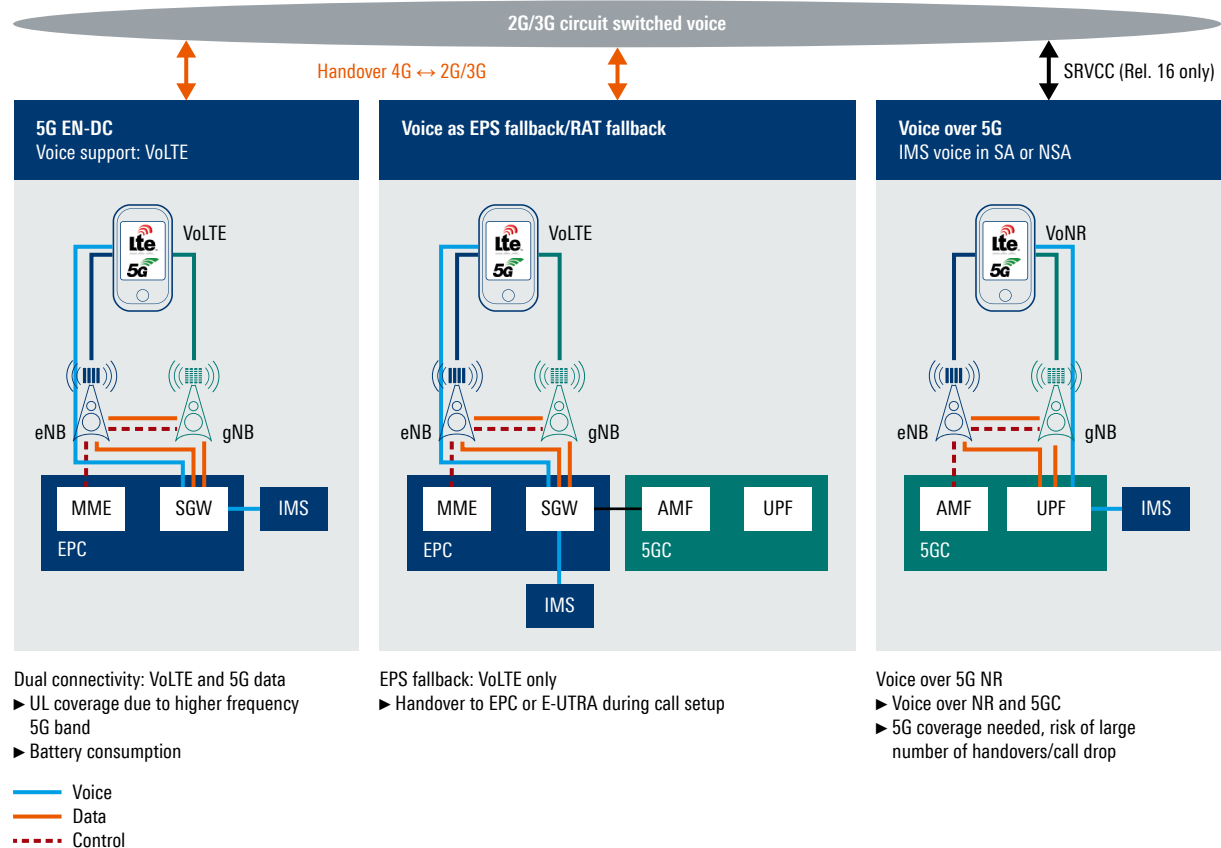 2G/3G circuit switched voice
Handover 4G ↔ 2G/3G
SRVCC (Rel. 16 only)
5G EN-DC
Voice support: VoLTE
Voice as EPS fallback/RAT fallback
Voice over 5G
IMS voice in SA or NSA
lte
5G
VoLTE
lte
5G
VoLTE
lte
5G
VoNR
eNB
gNB
eNB
gNB
eNB
gNB
MME
SGW
IMS
EPC
MME
SGW
AMF
UPF
EPC
5GC
IMS
AMF
UPF
IMS
5GC
Dual connectivity: VoLTE and 5G data
► UL coverage due to higher frequency
5G band
► Battery consumption
EPS fallback: VoLTE only
► Handover to EPC or E-UTRA during call setup
Voice over 5G NR
► Voice over NR and 5GC
► 5G coverage needed, risk of large
number of handovers/call drop
Voice
Data
Control